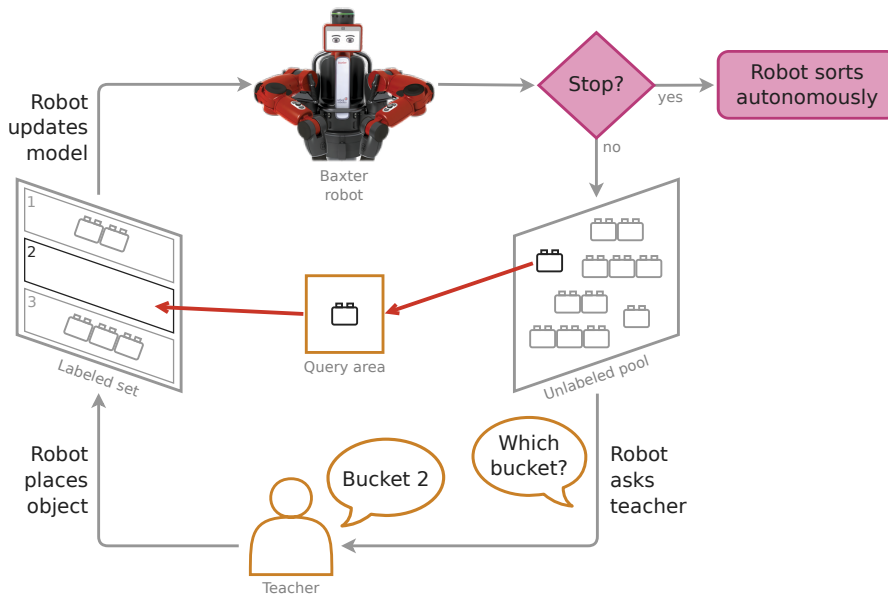 Robot
updates
model
Baxter
robot
Stop?
yes
no
Robot sorts
autonomously
1
2
3
Labeled set
Query area
Unlabeled pool
Robot
places
object
Bucket 2
Which
bucket?
Robot
asks
teacher
Teacher